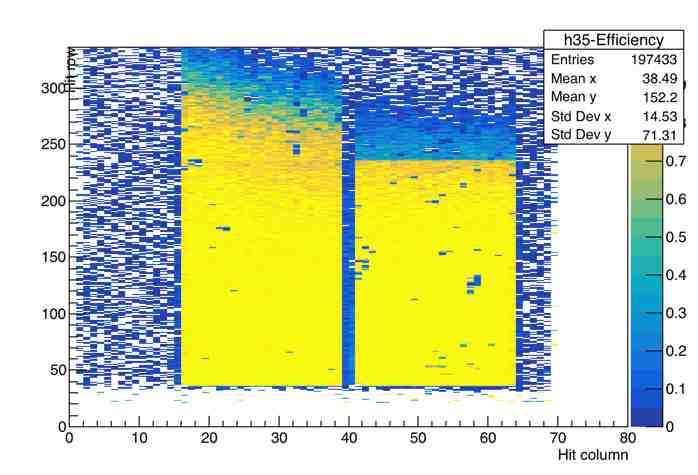 h35-Efficiency
Entries 197433
Mean x 38.49
Mean y 152.2
Std Dev x 14.53
Std Dev y 71.31
Hit row
300
250
200
150
100
50
0
0.7
0.6
0.5
0.4
0.3
0.2
0.1
0
0 10 20 30 40 50 60 70 80
Hit column